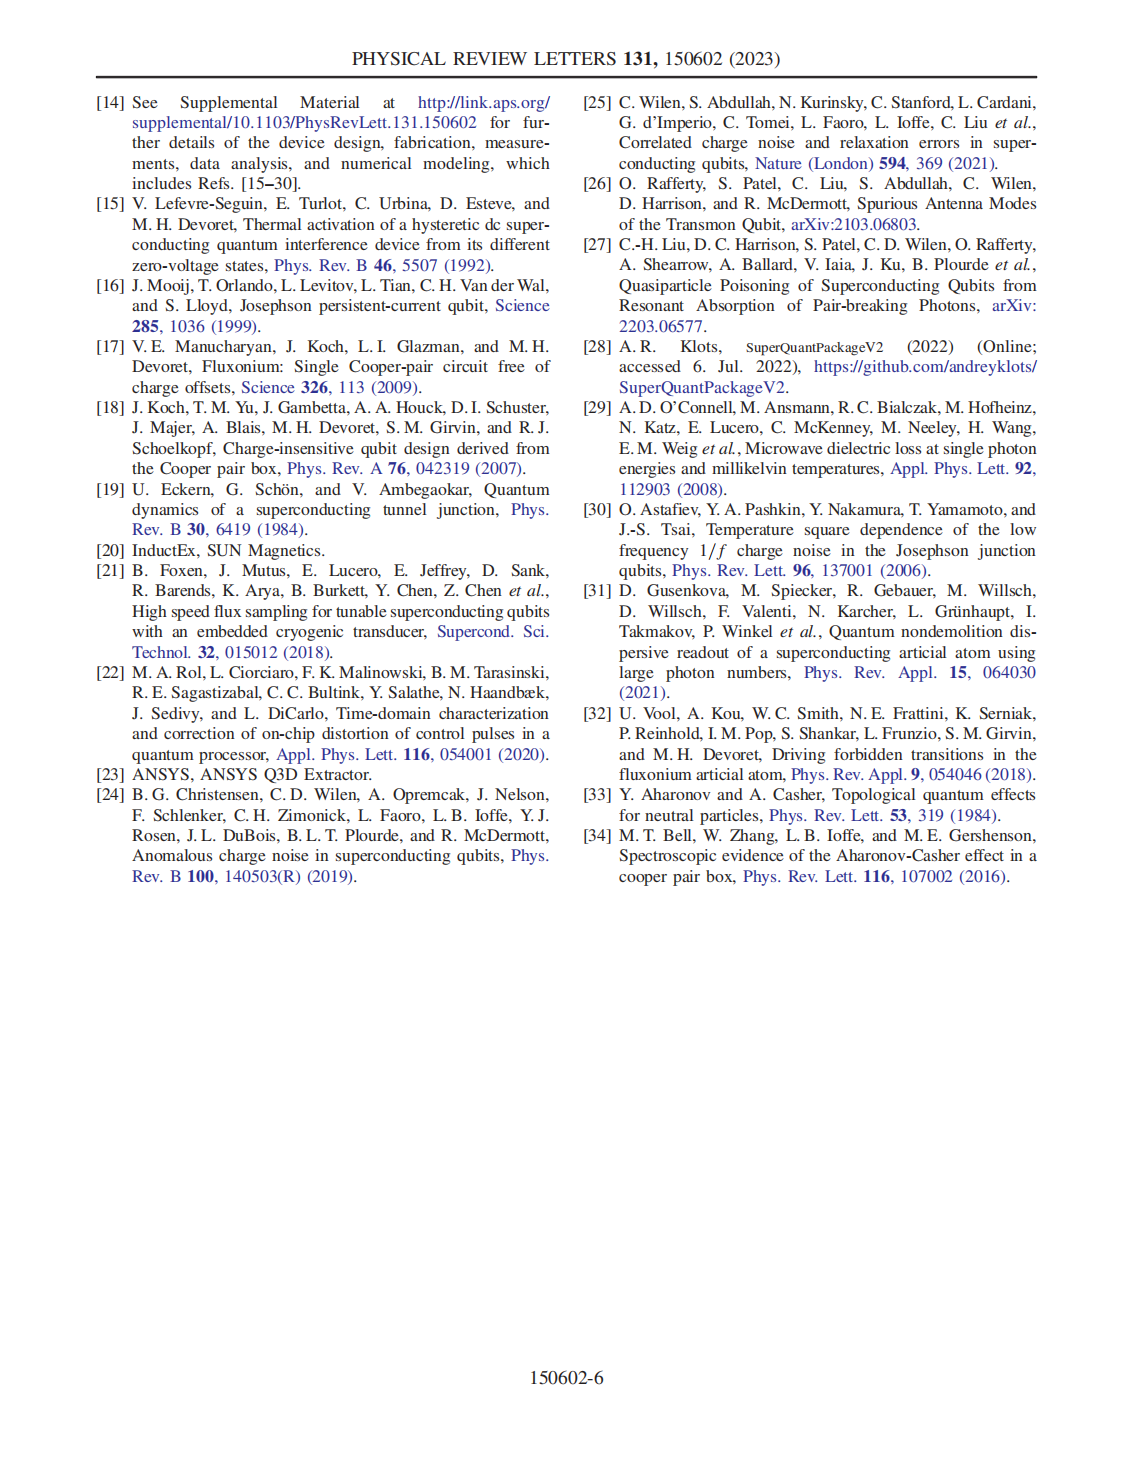 PHYSICAL REVIEW LETTERS 131, 150602 (2023)
[14] See Supplemental Material at http://link.aps.org/
supplemental/10.1103/PhysRevLett.131.150602 for fur-
ther details of the device design, fabrication, measure-
ments, data analysis, and numerical modeling, which
includes Refs. [15–30].
[15] V. Lefevre-Seguin, E. Turlot, C. Urbina, D. Esteve, and
M. H. Devoret, Thermal activation of a hysteretic dc super-
conducting quantum interference device from its different
zero-voltage states, Phys. Rev. B 46, 5507 (1992).
[16] J. Mooij, T. Orlando, L. Levitov, L. Tian, C. H. Van der Wal,
and S. Lloyd, Josephson persistent-current qubit, Science
285, 1036 (1999).
[17] V. E. Manucharyan, J. Koch, L. I. Glazman, and M. H.
Devoret, Fluxonium: Single Cooper-pair circuit free of
charge offsets, Science 326, 113 (2009).
[18] J. Koch, T. M. Yu, J. Gambetta, A. A. Houck, D. I. Schuster,
J. Majer, A. Blais, M. H. Devoret, S. M. Girvin, and R. J.
Schoelkopf, Charge-insensitive qubit design derived from
the Cooper pair box, Phys. Rev. A 76, 042319 (2007).
[19] U. Eckern, G. Schön, and V. Ambegaokar, Quantum
dynamics of a superconducting tunnel junction, Phys.
Rev. B 30, 6419 (1984).
[20] InductEx, SUN Magnetics.
[21] B. Foxen, J. Mutus, E. Lucero, E. Jeffrey, D. Sank,
R. Barends, K. Arya, B. Burkett, Y. Chen, Z. Chen et al.,
High speed flux sampling for tunable superconducting qubits
with an embedded cryogenic transducer, Supercond. Sci.
Technol. 32, 015012 (2018).
[22] M. A. Rol, L. Ciorciaro, F. K. Malinowski, B. M. Tarasinski,
R. E. Sagastizabal, C. C. Bultink, Y. Salathe, N. Haandbæk,
J. Sedivy, and L. DiCarlo, Time-domain characterization
and correction of on-chip distortion of control pulses in a
quantum processor, Appl. Phys. Lett. 116, 054001 (2020).
[23] ANSYS, ANSYS Q3D Extractor.
[24] B. G. Christensen, C. D. Wilen, A. Opremcak, J. Nelson,
F. Schlenker, C. H. Zimonick, L. Faoro, L. B. Ioffe, Y. J.
Rosen, J. L. DuBois, B. L. T. Plourde, and R. McDermott,
Anomalous charge noise in superconducting qubits, Phys.
Rev. B 100, 140503(R) (2019).
[25] C. Wilen, S. Abdullah, N. Kurinsky, C. Stanford, L. Cardani,
G. d’Imperio, C. Tomei, L. Faoro, L. Ioffe, C. Liu et al.,
Correlated charge noise and relaxation errors in super-
conducting qubits, Nature (London) 594, 369 (2021).
[26] O. Rafferty, S. Patel, C. Liu, S. Abdullah, C. Wilen,
D. Harrison, and R. McDermott, Spurious Antenna Modes
of the Transmon Qubit, arXiv:2103.06803.
[27] C.-H. Liu, D. C. Harrison, S. Patel, C. D. Wilen, O. Rafferty,
A. Shearrow, A. Ballard, V. Iaia, J. Ku, B. Plourde et al.,
Quasiparticle Poisoning of Superconducting Qubits from
Resonant Absorption of Pair-breaking Photons, arXiv:
2203.06577.
[28] A. R. Klots, SuperQuantPackageV2 (2022) (Online;
accessed 6. Jul. 2022), https://github.com/andreyklots/
SuperQuantPackageV2.
[29] A. D. O’Connell, M. Ansmann, R. C. Bialczak, M. Hofheinz,
N. Katz, E. Lucero, C. McKenney, M. Neeley, H. Wang,
E. M. Weig et al., Microwave dielectric loss at single photon
energies and millikelvin temperatures, Appl. Phys. Lett. 92,
112903 (2008).
[30] O. Astafiev, Y. A. Pashkin, Y. Nakamura, T. Yamamoto, and
J.-S. Tsai, Temperature square dependence of the low
frequency 1/f charge noise in the Josephson junction
qubits, Phys. Rev. Lett. 96, 137001 (2006).
[31] D. Gusenkova, M. Spiecker, R. Gebauer, M. Willsch,
D. Willsch, F. Valenti, N. Karcher, L. Grünhaupt, I.
Takmakov, P. Winkel et al., Quantum nondemolition dis-
persive readout of a superconducting articial atom using
large photon numbers, Phys. Rev. Appl. 15, 064030
(2021).
[32] U. Vool, A. Kou, W. C. Smith, N. E. Frattini, K. Serniak,
P. Reinhold, I. M. Pop, S. Shankar, L. Frunzio, S. M. Girvin,
and M. H. Devoret, Driving forbidden transitions in the
fluxonium articial atom, Phys. Rev. Appl. 9, 054046 (2018).
[33] Y. Aharonov and A. Casher, Topological quantum effects
for neutral particles, Phys. Rev. Lett. 53, 319 (1984).
[34] M. T. Bell, W. Zhang, L. B. Ioffe, and M. E. Gershenson,
Spectroscopic evidence of the Aharonov-Casher effect in a
cooper pair box, Phys. Rev. Lett. 116, 107002 (2016).
150602-6